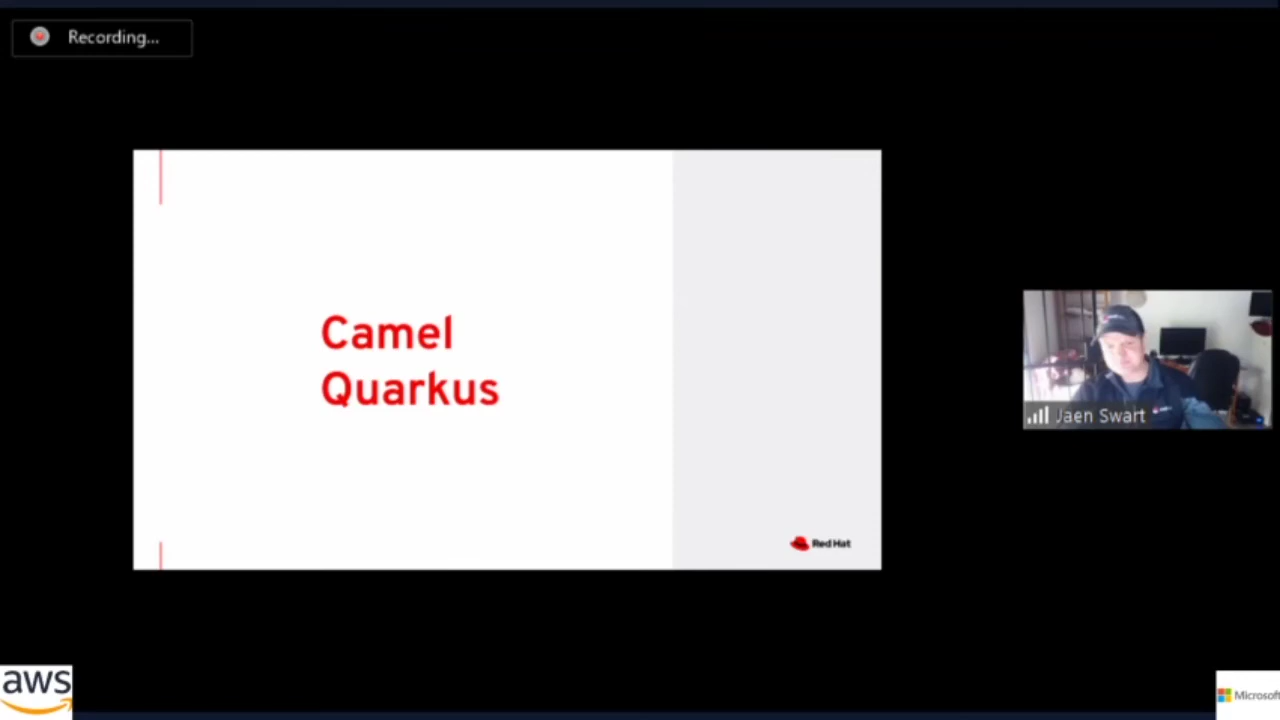 Recording...
Camel
Quarkus
Red Hat
Jaen Swart
aws
Microsoft